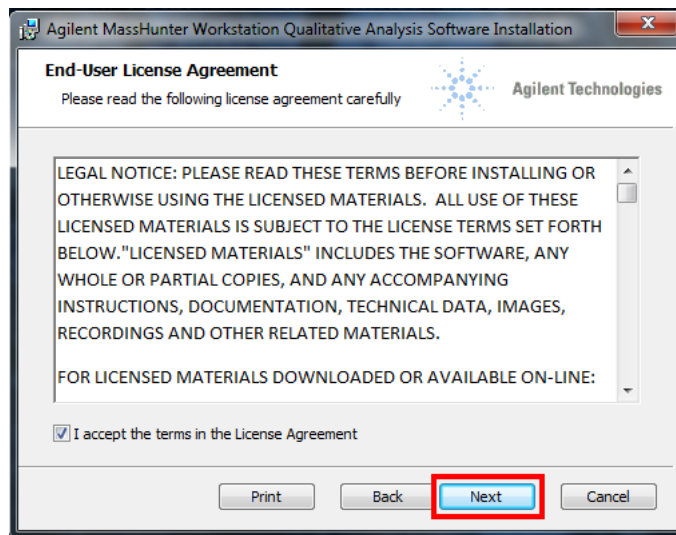 Agilent MassHunter Workstation Qualitative Analysis Software Installation
End-User License Agreement
Please read the following license agreement carefully
Agilent Technologies
LEGAL NOTICE: PLEASE READ THESE TERMS BEFORE INSTALLING OR
OTHERWISE USING THE LICENSED MATERIALS.  ALL USE OF THESE
LICENSED MATERIALS IS SUBJECT TO THE LICENSE TERMS SET FORTH
BELOW."LICENSED MATERIALS" INCLUDES THE SOFTWARE, ANY
WHOLE OR PARTIAL COPIES, AND ANY ACCOMPANYING
INSTRUCTIONS, DOCUMENTATION, TECHNICAL DATA, IMAGES,
RECORDINGS AND OTHER RELATED MATERIALS.
FOR LICENSED MATERIALS DOWNLOADED OR AVAILABLE ON-LINE:
I accept the terms in the License Agreement
Print Back Next Cancel